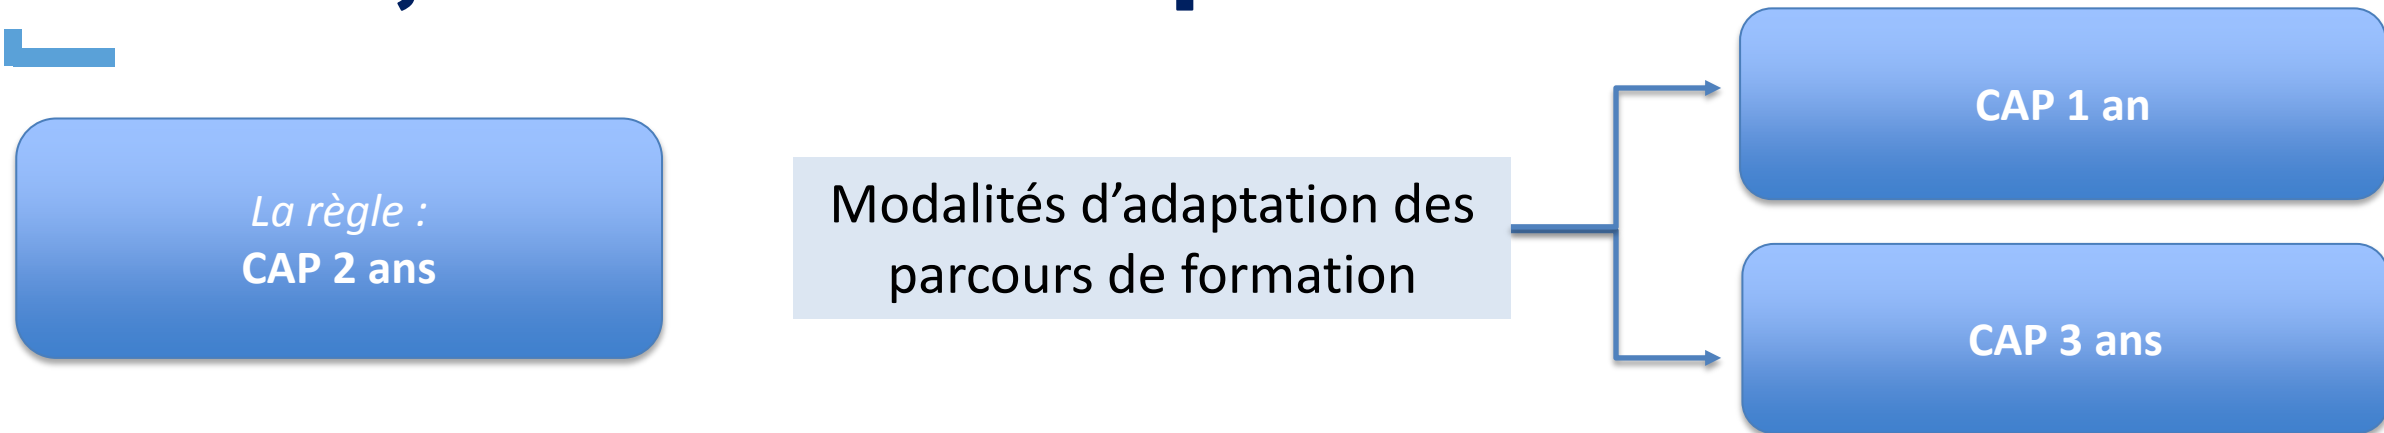 La règle :
CAP 2 ans
Modalités d’adaptation des
parcours de formation
CAP 1 an
CAP 3 ans